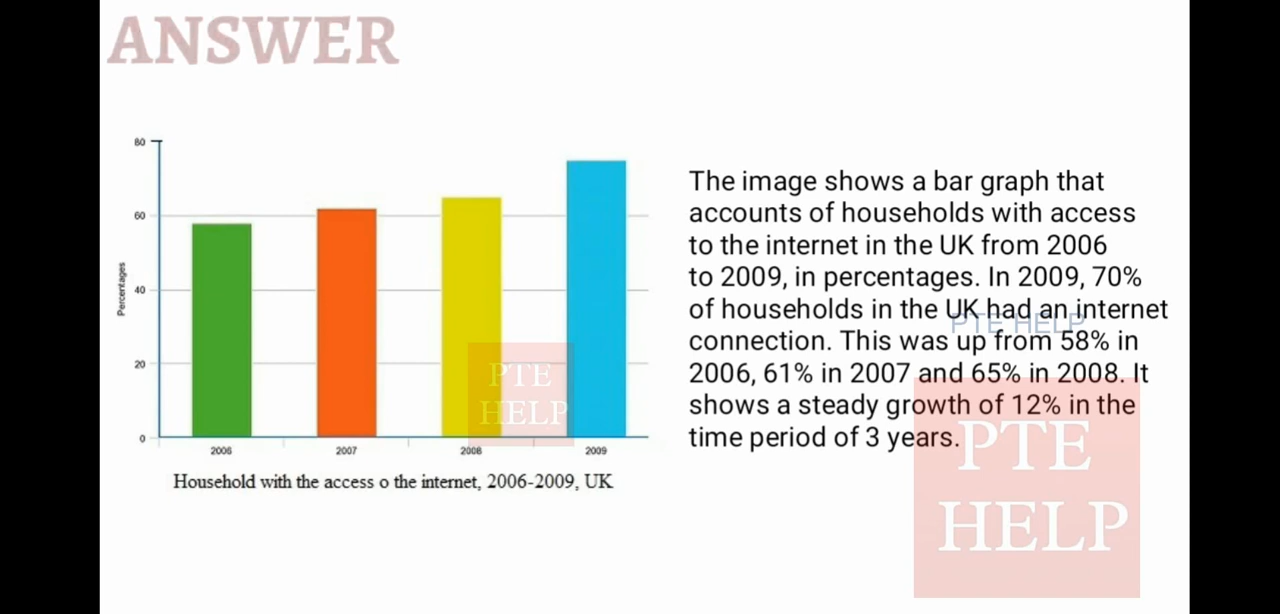 ANSWER
80
60
40
20
0
Percentages
2006
2007
2008
2009
Household with the access o the internet, 2006-2009, UK
The image shows a bar graph that
accounts of households with access
to the internet in the UK from 2006
to 2009, in percentages. In 2009, 70%
of households in the UK had an internet
connection. This was up from 58% in
2006, 61% in 2007 and 65% in 2008. It
shows a steady growth of 12% in the
time period of 3 years.
PTE HELP
PTE
HELP
PTE
HELP